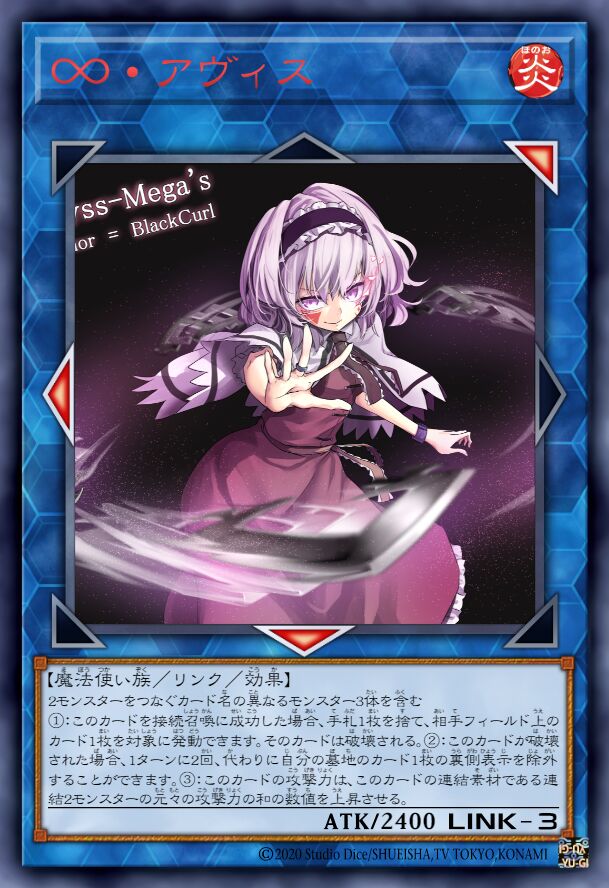 ∞・アヴィス
ほのお
炎
yss-Mega's
or = BlackCurl
【魔法使い族／リンク／効果】
2モンスターをつなぐカード名の異なるモンスター3体を含む
①:このカードを接続召喚に成功した場合、手札1枚を捨て、相手フィールド上の
カード1枚を対象に発動できます。そのカードは破壊される。②:このカードが破壊
された場合、1ターンに2回、代わりに自分の墓地のカード1枚の裏側表示を除外
することができます。③:このカードの攻撃力は、このカードの連結素材である連
結2モンスターの元々の攻撃力の和の数値を上昇させる。
ATK/2400 LINK-3
©2020 Studio Dice/SHUEISHA,TV TOKYO,KONAMI